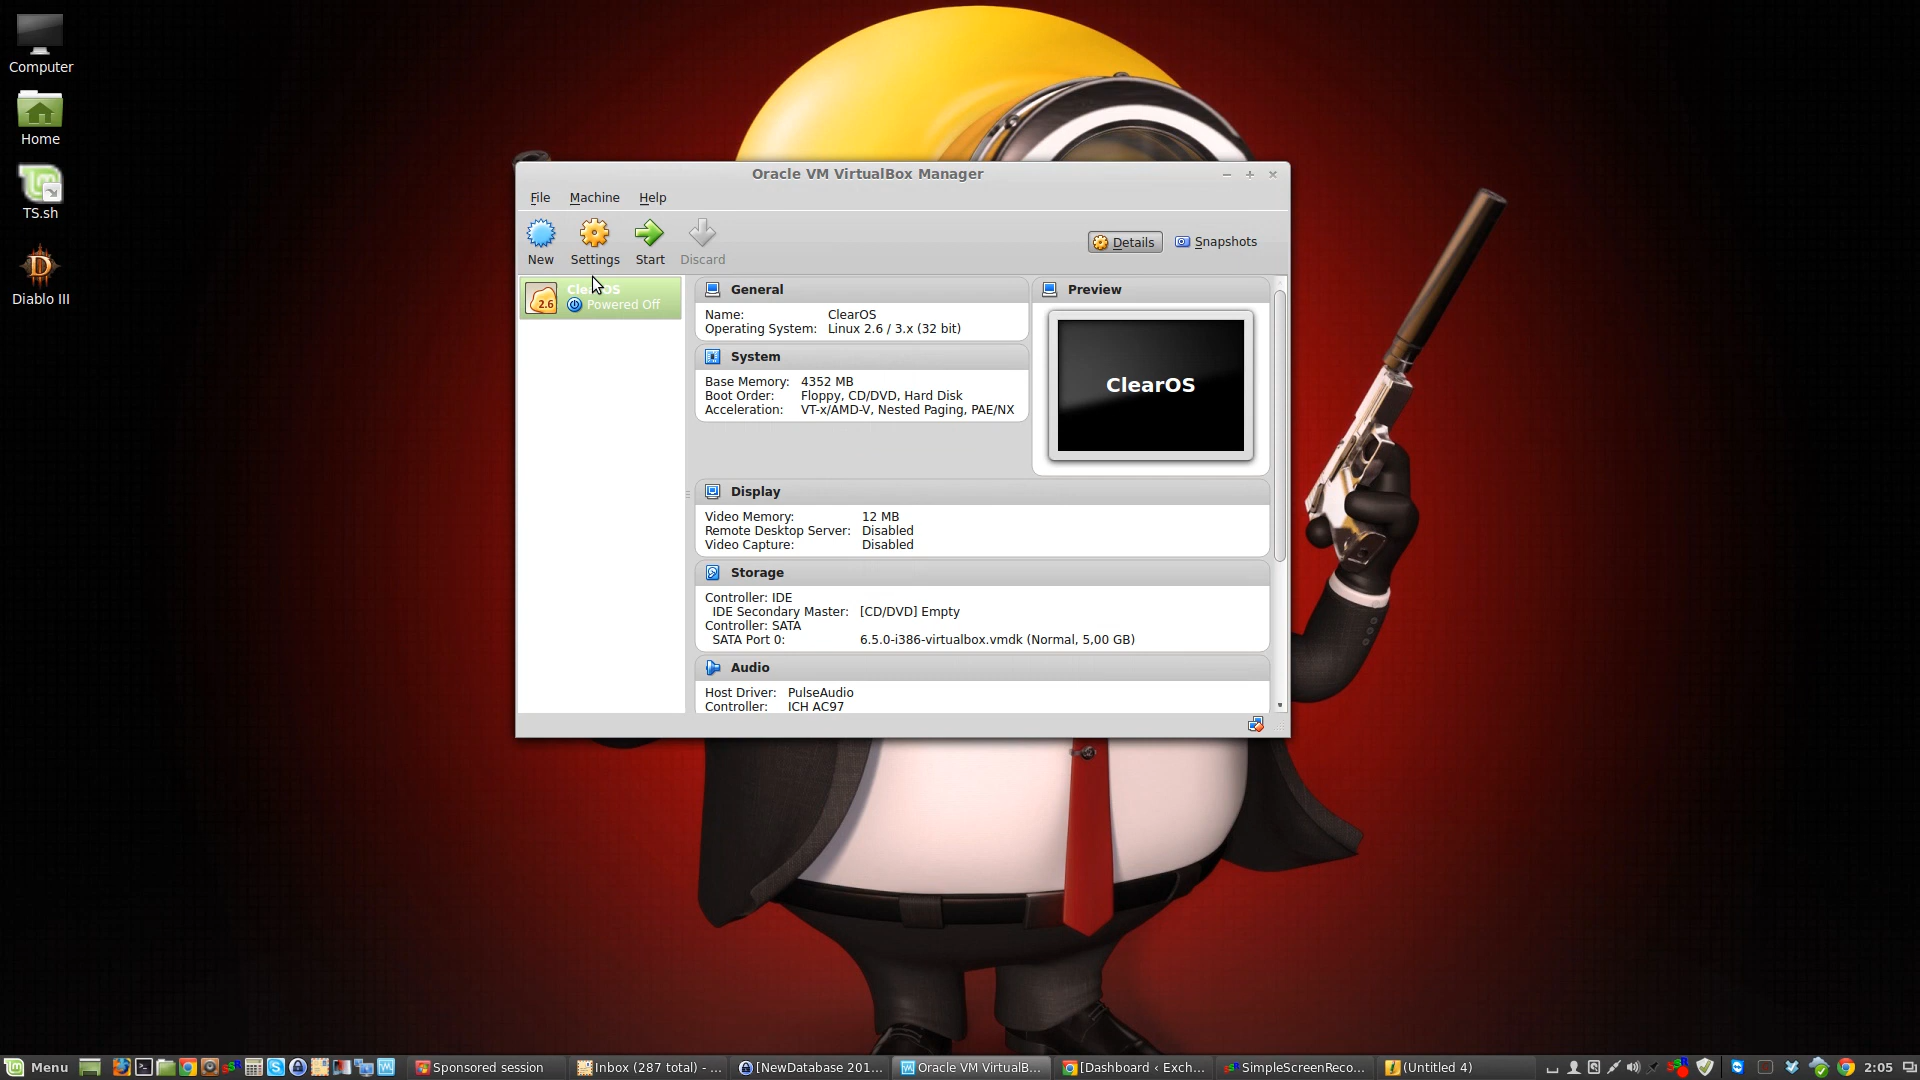 Computer
Home
TS.sh
Diablo III
Oracle VM VirtualBox Manager
File Machine Help
New Settings Start Discard
Details Snapshots
2.6
Powered Off
General
Name: ClearOS
Operating System: Linux 2.6 / 3.x (32 bit)
System
Base Memory: 4352 MB
Boot Order: Floppy, CD/DVD, Hard Disk
Acceleration: VT-x/AMD-V, Nested Paging, PAE/NX
Preview
ClearOS
Display
Video Memory: 12 MB
Remote Desktop Server: Disabled
Video Capture: Disabled
Storage
Controller: IDE
IDE Secondary Master: [CD/DVD] Empty
Controller: SATA
SATA Port 0: 6.5.0-i386-virtualbox.vmdk (Normal, 5,00 GB)
Audio
Host Driver: PulseAudio
Controller: ICH AC97
Menu Sponsored session Inbox (287 total) - ... [NewDatabase 201... Oracle VM VirtualB... [Dashboard ‹ Exch... SimpleScreenReco... (Untitled 4) 2:05